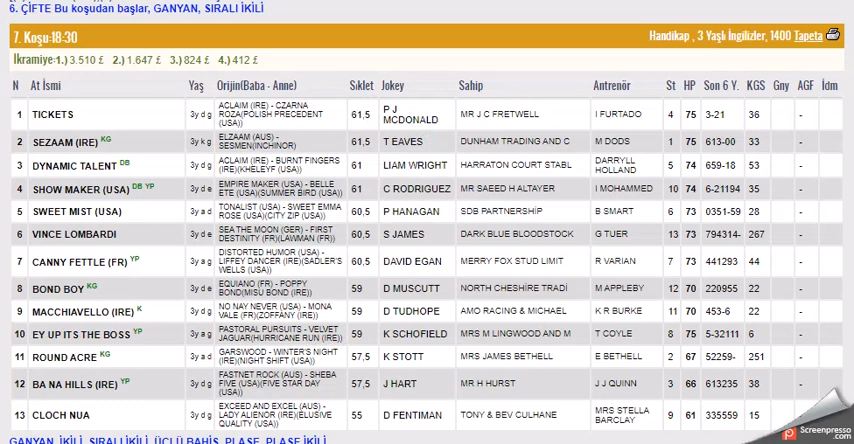 6. ÇİFTE Bu koşudan başlar, GANYAN, SIRALI İKİLİ
7. Koşu:18-30 Handikap , 3 Yaşlı İngilizler, 1400 Tapeta
İkramiye:1.) 3.510 £ 2.) 1.647 £ 3.) 824 £ 4.) 412 £
N At İsmi Yaş Orijin(Baba - Anne) Sıklet Jokey Sahip Antrenör St HP Son 6 Y. KGS Gny AGF İdm
1 TICKETS 3y d g ACLAIM (IRE) - CZARNA ROZA(POLISH PRECEDENT (USA)) 61,5 P J MCDONALD MR J C FRETWELL I FURTADO 4 75 3-21 36 -
2 SEZAAM (IRE) KG 3y k g ELZAAM (AUS) - SESMEN(INCHINOR) 61,5 T EAVES DUNHAM TRADING AND C M DODS 1 75 613-00 33 -
3 DYNAMIC TALENT DB 3y d g ACLAIM (IRE) - BURNT FINGERS (IRE)(KHELEYF (USA)) 61 LIAM WRIGHT HARRATON COURT STABL DARRYLL HOLLAND 5 74 659-18 53 -
4 SHOW MAKER (USA) DB YP 3y d e EMPIRE MAKER (USA) - BELLE ETE (USA)(SUMMER BIRD (USA)) 61 C RODRIGUEZ MR SAEED H ALTAYER I MOHAMMED 10 74 6-21194 35 -
5 SWEET MIST (USA) 3y a d TONALIST (USA) - SWEET EMMA ROSE (USA)(CITY ZIP (USA)) 60,5 P HANAGAN SDB PARTNERSHİP B SMART 6 73 0351-59 28 -
6 VINCE LOMBARDI 3y d e SEA THE MOON (GER) - FIRST DESTINITY (FR)(LAWMAN (FR)) 60,5 S JAMES DARK BLUE BLOODSTOCK G TUER 13 73 794314- 267 -
7 CANNY FETTLE (FR) YP 3y a g DISTORTED HUMOR (USA) - LIFFEY DANCER (IRE)(SADLER'S WELLS (USA)) 60,5 DAVID EGAN MERRY FOX STUD LIMIT R VARIAN 7 73 441293 44 -
8 BOND BOY KG 3y d e EQUIANO (FR) - POPPY BOND(MISU BOND (IRE)) 59 D MUSCUTT NORTH CHESHİRE TRADİ M APPLEBY 12 70 220955 22 -
9 MACCHIAVELLO (IRE) K 3y d g NO NAY NEVER (USA) - MONA VALE (FR)(ZOFFANY (IRE)) 59 D TUDHOPE AMO RACING & MICHAEL K R BURKE 11 70 453-6 22 -
10 EY UP ITS THE BOSS YP 3y a g PASTORAL PURSUITS - VELVET JAGUAR(HURRICANE RUN (IRE)) 59 K SCHOFIELD MRS M LINGWOOD AND M T COYLE 8 75 5-32111 6 -
11 ROUND ACRE KG 3y a d GARSWOOD - WINTER'S NIGHT (IRE)(NIGHT SHIFT (USA)) 57,5 K STOTT MRS JAMES BETHELL E BETHELL 2 67 52259- 251 -
12 BA NA HILLS (IRE) YP 3y d g FASTNET ROCK (AUS) - SHEBA FIVE (USA)(FIVE STAR DAY (USA)) 57,5 J HART MR H HURST J J QUINN 3 66 613235 38 -
13 CLOCH NUA 3y d g EXCEED AND EXCEL (AUS) - LADY ALIENOR (IRE)(ELUSIVE QUALITY (USA)) 55 D FENTIMAN TONY & BEV CULHANE MRS STELLA BARCLAY 9 61 335559 15
GANYAN, İKİLİ, SIRALI İKİLİ, ÜÇLÜ BAHİS, PLASE, PLASE İKİLİ
Screenpresso
.com